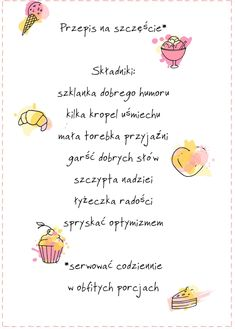 Przepis na szczęście*
Składniki:
szklanka dobrego humoru
kilka kropel uśmiechu
mała torebka przyjaźni
garść dobrych słów
szczypta nadziei
łyżeczka radości
spryskać optymizmem
*serwować codziennie
w obfitych porcjach